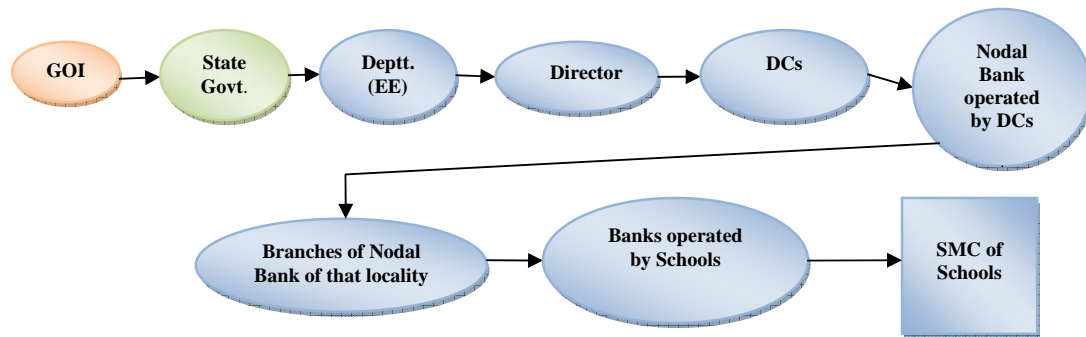 GOI
State
Govt.
Deptt.
(EE)
Director
DCs
Nodal
Bank
operated
by DCs
Branches of Nodal
Bank of that locality
Banks operated
by Schools
SMC of
Schools